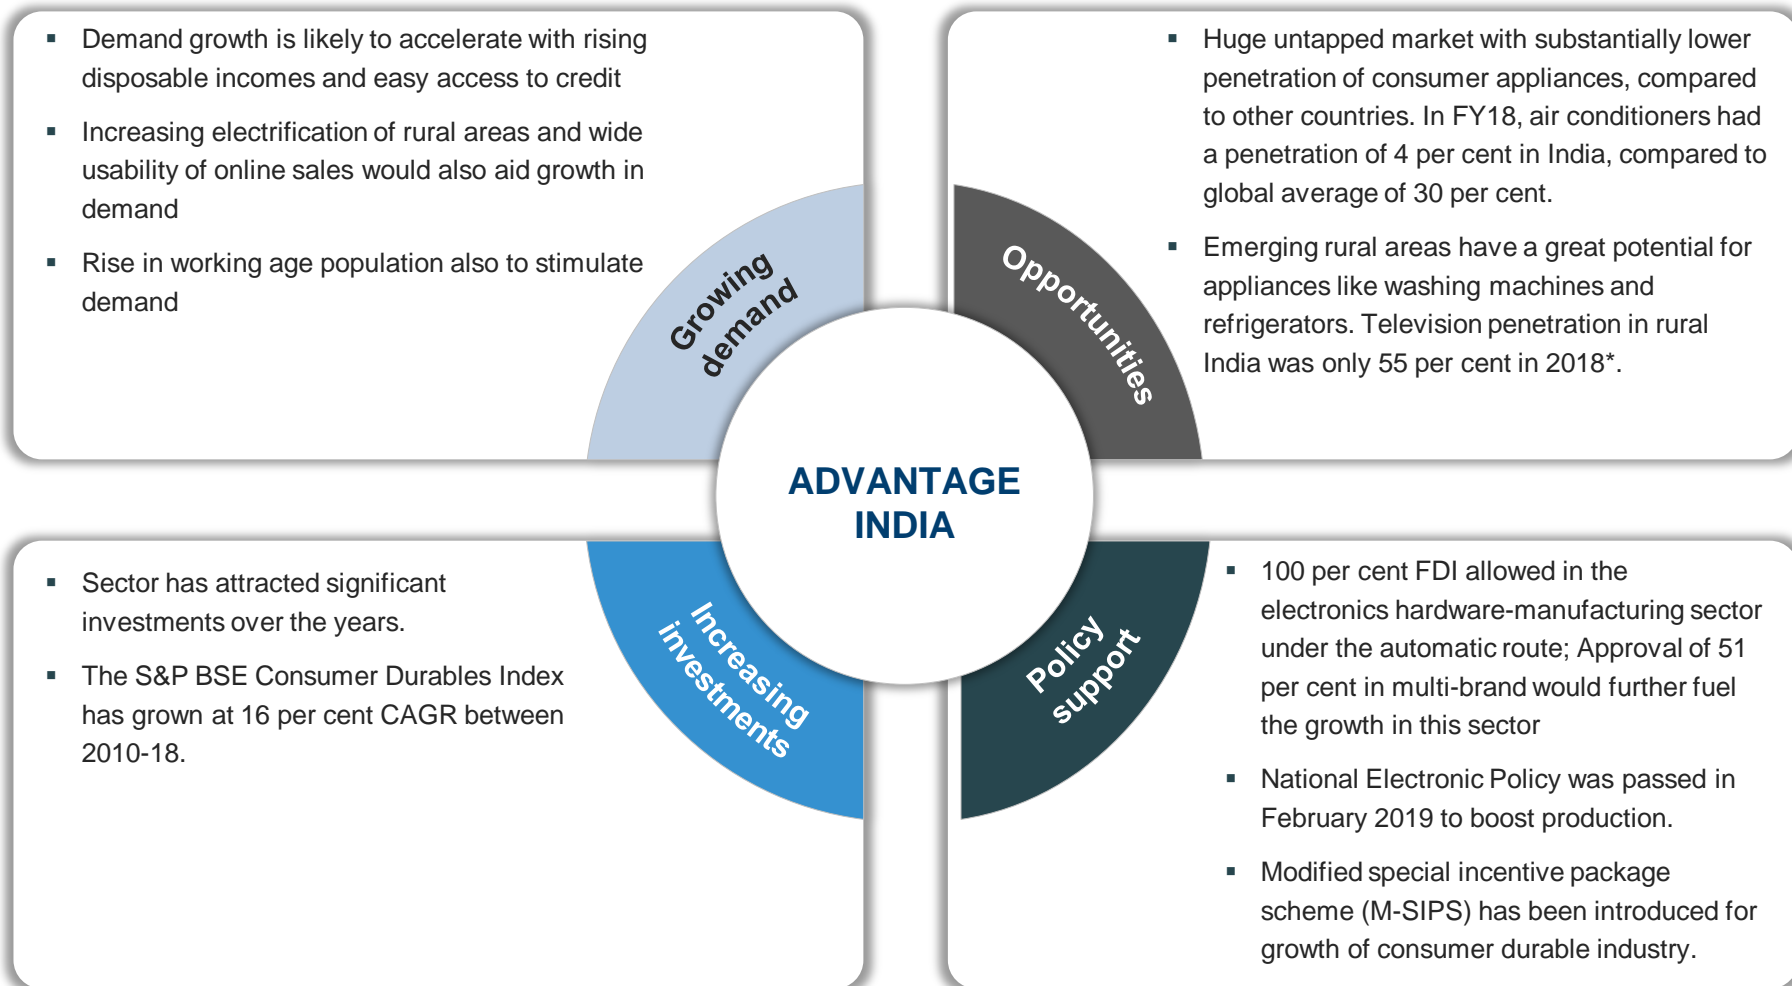 ▪ Demand growth is likely to accelerate with rising
disposable incomes and easy access to credit
▪ Increasing electrification of rural areas and wide
usability of online sales would also aid growth in
demand
▪ Rise in working age population also to stimulate
demand
Growing
demand
▪ Huge untapped market with substantially lower
penetration of consumer appliances, compared
to other countries. In FY18, air conditioners had
a penetration of 4 per cent in India, compared to
global average of 30 per cent.
▪ Emerging rural areas have a great potential for
appliances like washing machines and
refrigerators. Television penetration in rural
India was only 55 per cent in 2018*.
Opportunities
ADVANTAGE
INDIA
▪ Sector has attracted significant
investments over the years.
▪ The S&P BSE Consumer Durables Index
has grown at 16 per cent CAGR between
2010-18.
Increasing
investments
Policy
support
▪ 100 per cent FDI allowed in the
electronics hardware-manufacturing sector
under the automatic route; Approval of 51
per cent in multi-brand would further fuel
the growth in this sector
▪ National Electronic Policy was passed in
February 2019 to boost production.
▪ Modified special incentive package
scheme (M-SIPS) has been introduced for
growth of consumer durable industry.